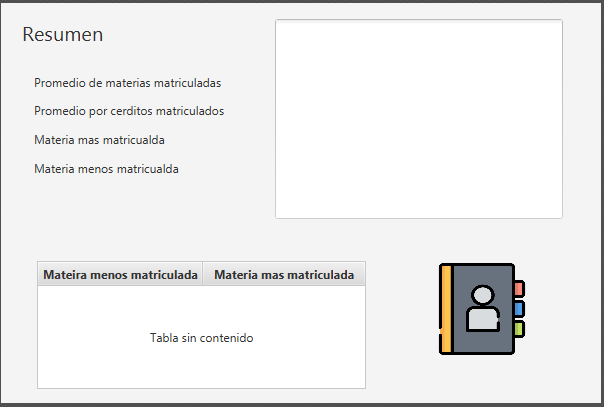 Resumen
Promedio de materias matriculadas
Promedio por cerditos matriculados
Materia mas matricualda
Materia menos matricualda
Mateira menos matriculada Materia mas matriculada
Tabla sin contenido